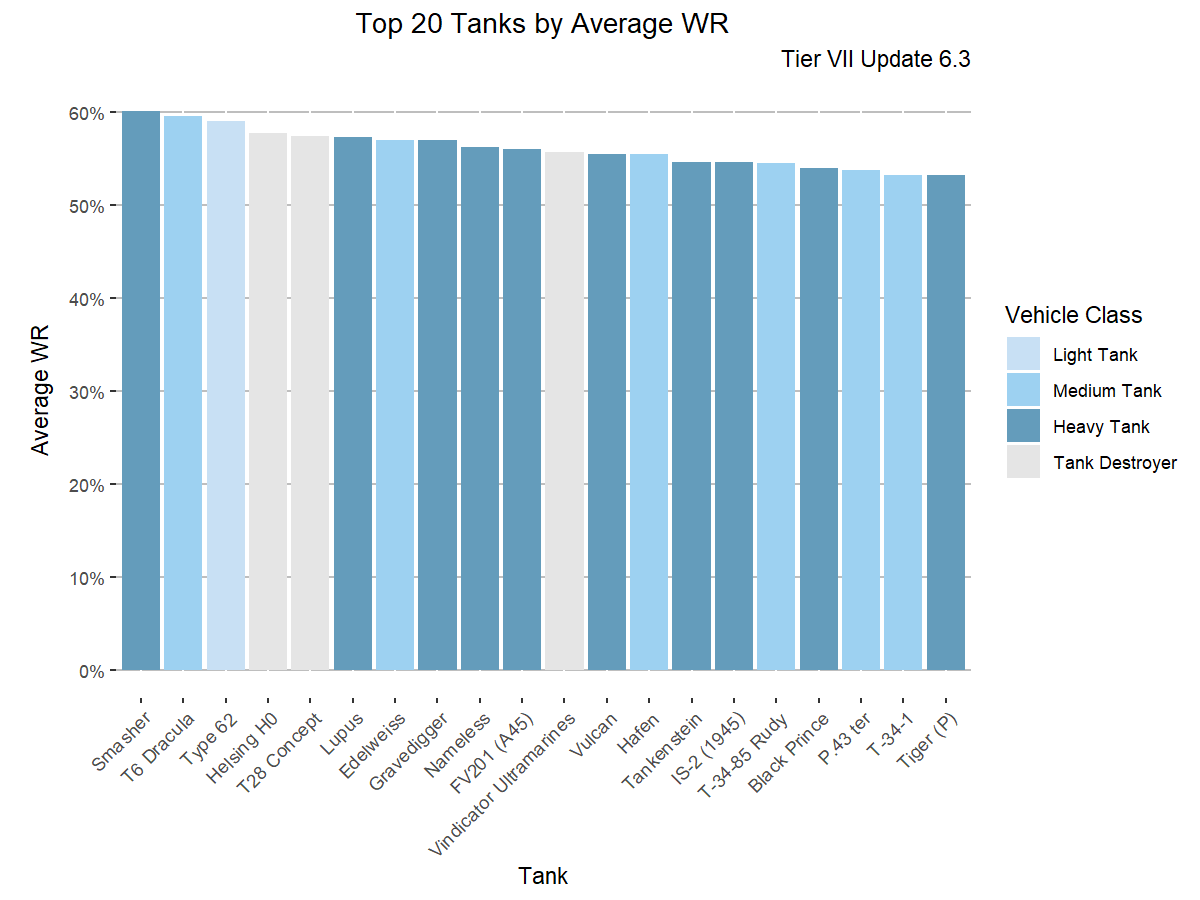 Top 20 Tanks by Average WR
Tier VII Update 6.3
Average WR
60%
50%
40%
30%
20%
10%
0%
Smasher
T6 Dracula
Type 62
Helsing H0
T28 Concept
Lupus
Edelweiss
Gravedigger
Nameless
FV201 (A45)
Vindicator Ultramarines
Vulcan
Hafen
Tankenstein
IS-2 (1945)
T-34-85 Rudy
Black Prince
P.43 ter
T-34-1
Tiger (P)
Tank
Vehicle Class
Light Tank
Medium Tank
Heavy Tank
Tank Destroyer